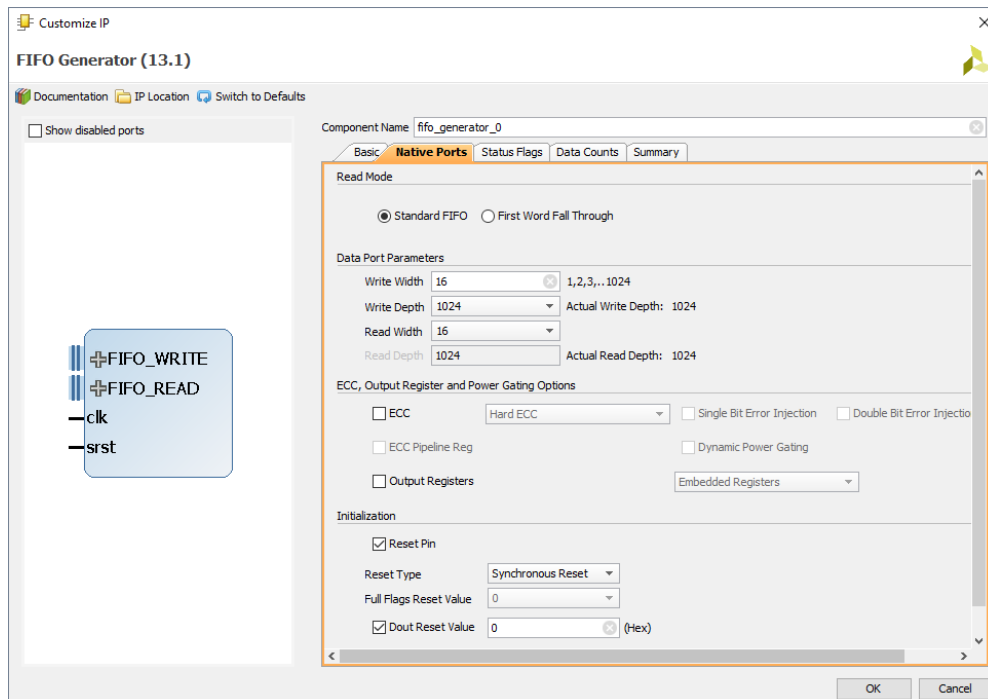 Customize IP
FIFO Generator (13.1)
Documentation IP Location Switch to Defaults
Show disabled ports
FIFO_WRITE
FIFO_READ
clk
srst
Component Name fifo_generator_0
Basic Native Ports Status Flags Data Counts Summary
Read Mode
Standard FIFO First Word Fall Through
Data Port Parameters
Write Width 16 1,2,3,..1024
Write Depth 1024 Actual Write Depth: 1024
Read Width 16
Read Depth 1024 Actual Read Depth: 1024
ECC, Output Register and Power Gating Options
ECC Hard ECC Single Bit Error Injection Double Bit Error Injectio
ECC Pipeline Reg Dynamic Power Gating
Output Registers Embedded Registers
Initialization
Reset Pin
Reset Type Synchronous Reset
Full Flags Reset Value 0
Dout Reset Value 0 (Hex)
OK Cancel